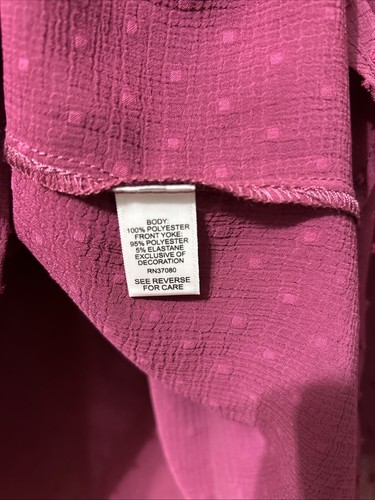 BODY:
100% POLYESTER
FRONT YOKE:
95% POLYESTER
5% ELASTANE
EXCLUSIVE OF
DECORATION
RN37080
SEE REVERSE
FOR CARE